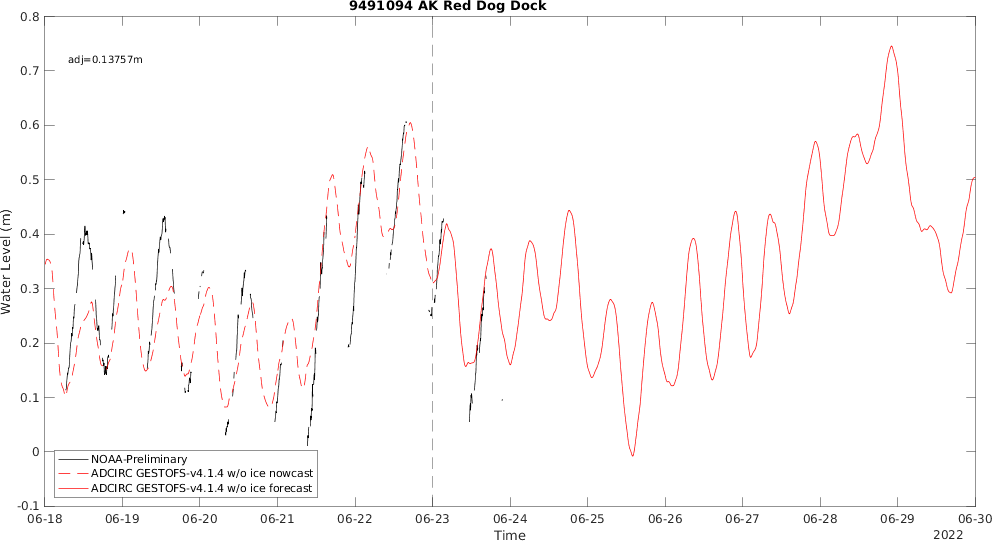 9491094 AK Red Dog Dock
adj=0.13757m
0.8
0.7
0.6
0.5
0.4
0.3
0.2
0.1
0
-0.1
Water Level (m)
NOAA-Preliminary
ADCIRC GESTOFS-v4.1.4 w/o ice nowcast
ADCIRC GESTOFS-v4.1.4 w/o ice forecast
06-18 06-19 06-20 06-21 06-22 06-23 06-24 06-25 06-26 06-27 06-28 06-29 06-30
Time
2022